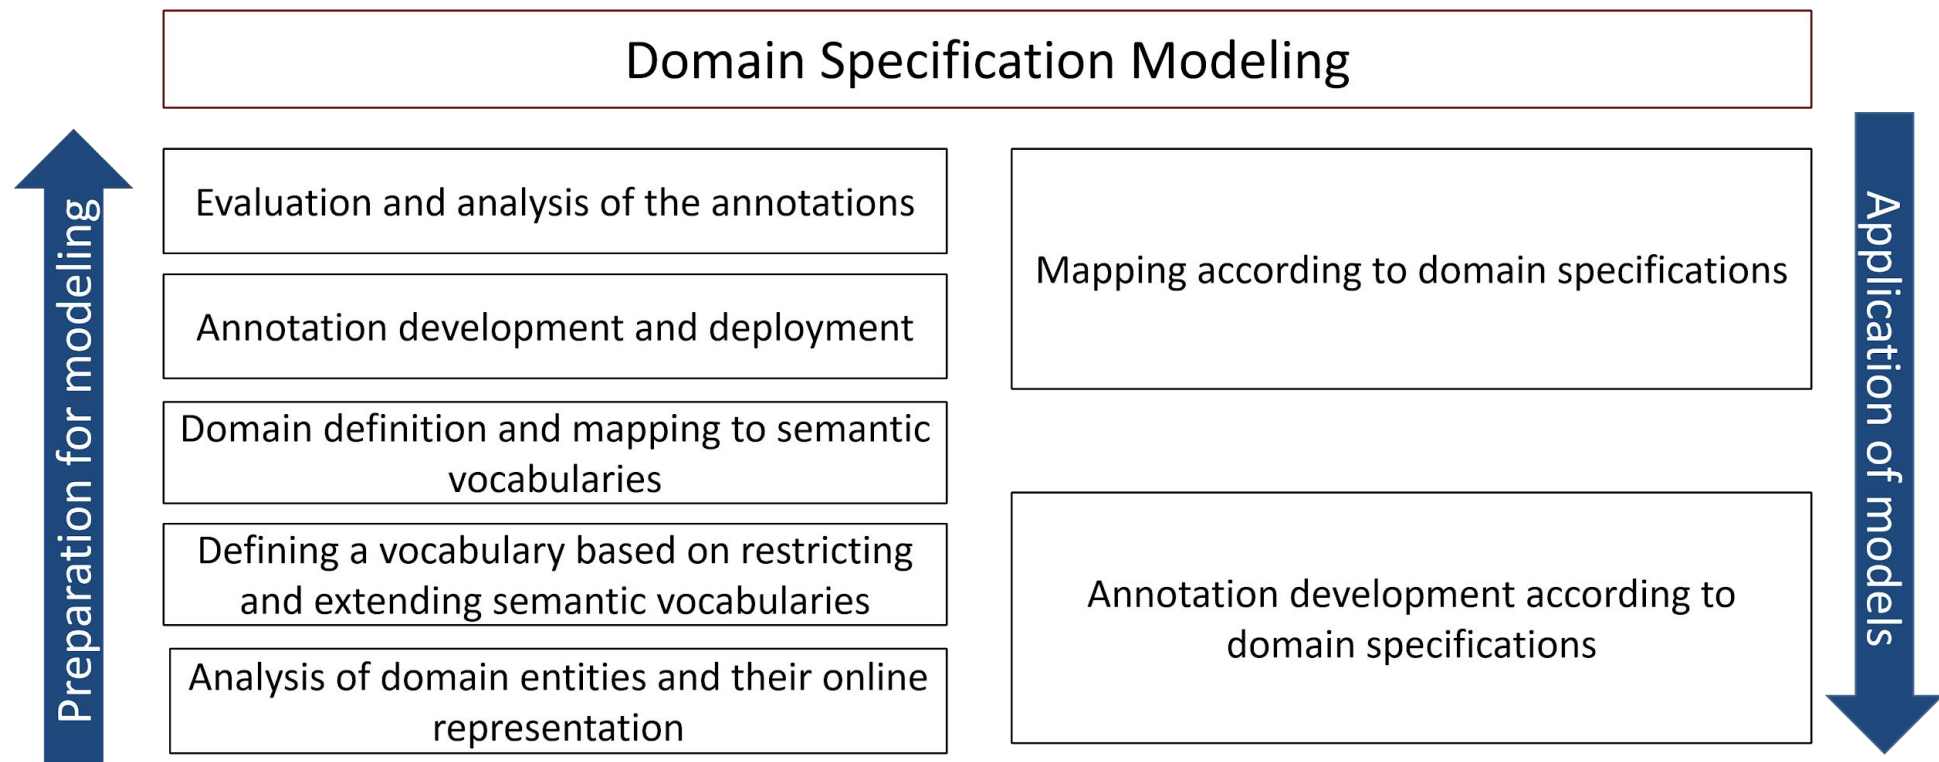 Domain Specification Modeling
Preparation for modeling
Evaluation and analysis of the annotations
Annotation development and deployment
Domain definition and mapping to semantic
vocabularies
Defining a vocabulary based on restricting
and extending semantic vocabularies
Analysis of domain entities and their online
representation
Mapping according to domain specifications
Annotation development according to
domain specifications
Application of models